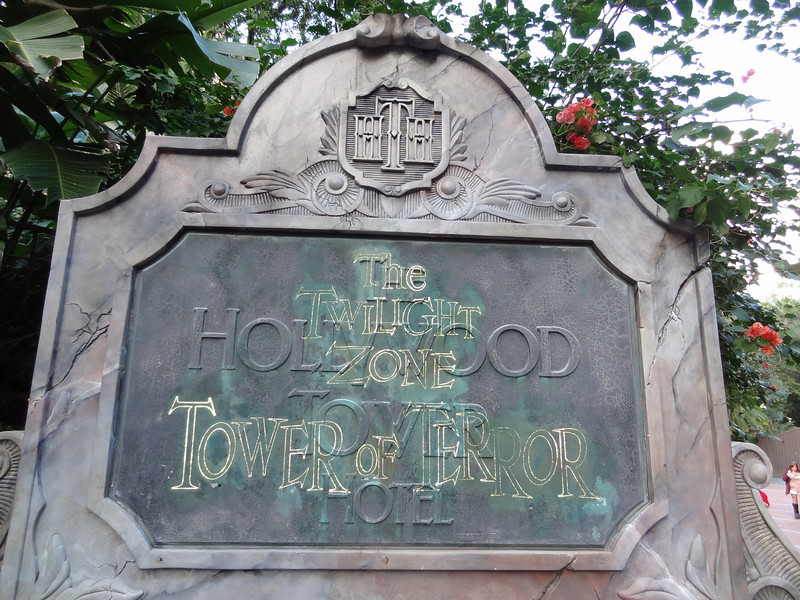 HTH
The
TWILIGHT
ZONE
TOWER OF TERROR
HOLLYWOOD
TOWER
HOTEL